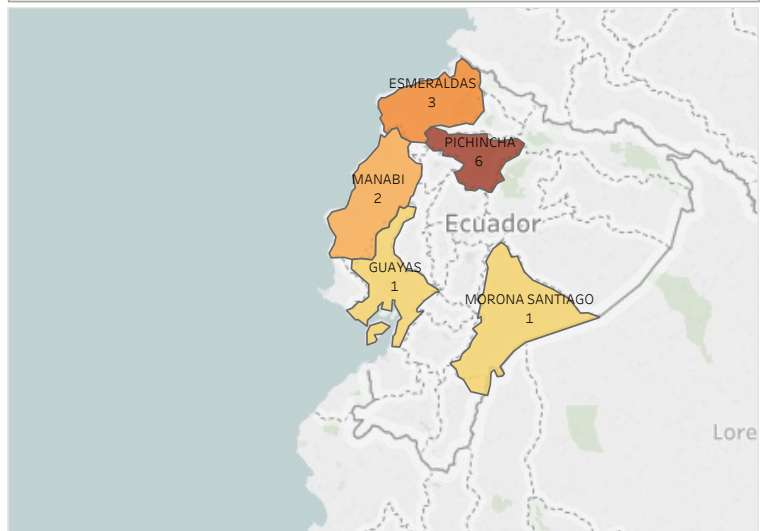 ESMERALDAS
3
PICHINCHA
6
MANABI
2
Ecuador
GUAYAS
1
MORONA SANTIAGO
1
Lore